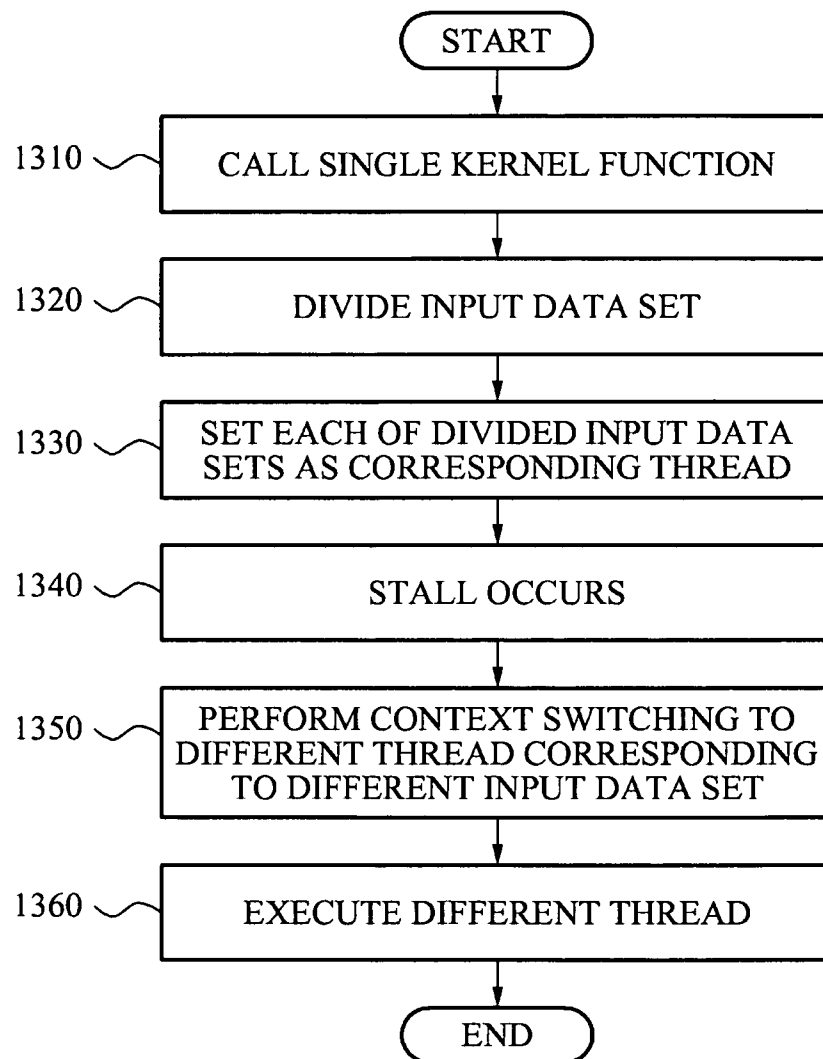 START
1310
CALL SINGLE KERNEL FUNCTION
1320
DIVIDE INPUT DATA SET
1330
SET EACH OF DIVIDED INPUT DATA
SETS AS CORRESPONDING THREAD
1340
STALL OCCURS
1350
PERFORM CONTEXT SWITCHING TO
DIFFERENT THREAD CORRESPONDING
TO DIFFERENT INPUT DATA SET
1360
EXECUTE DIFFERENT THREAD
END